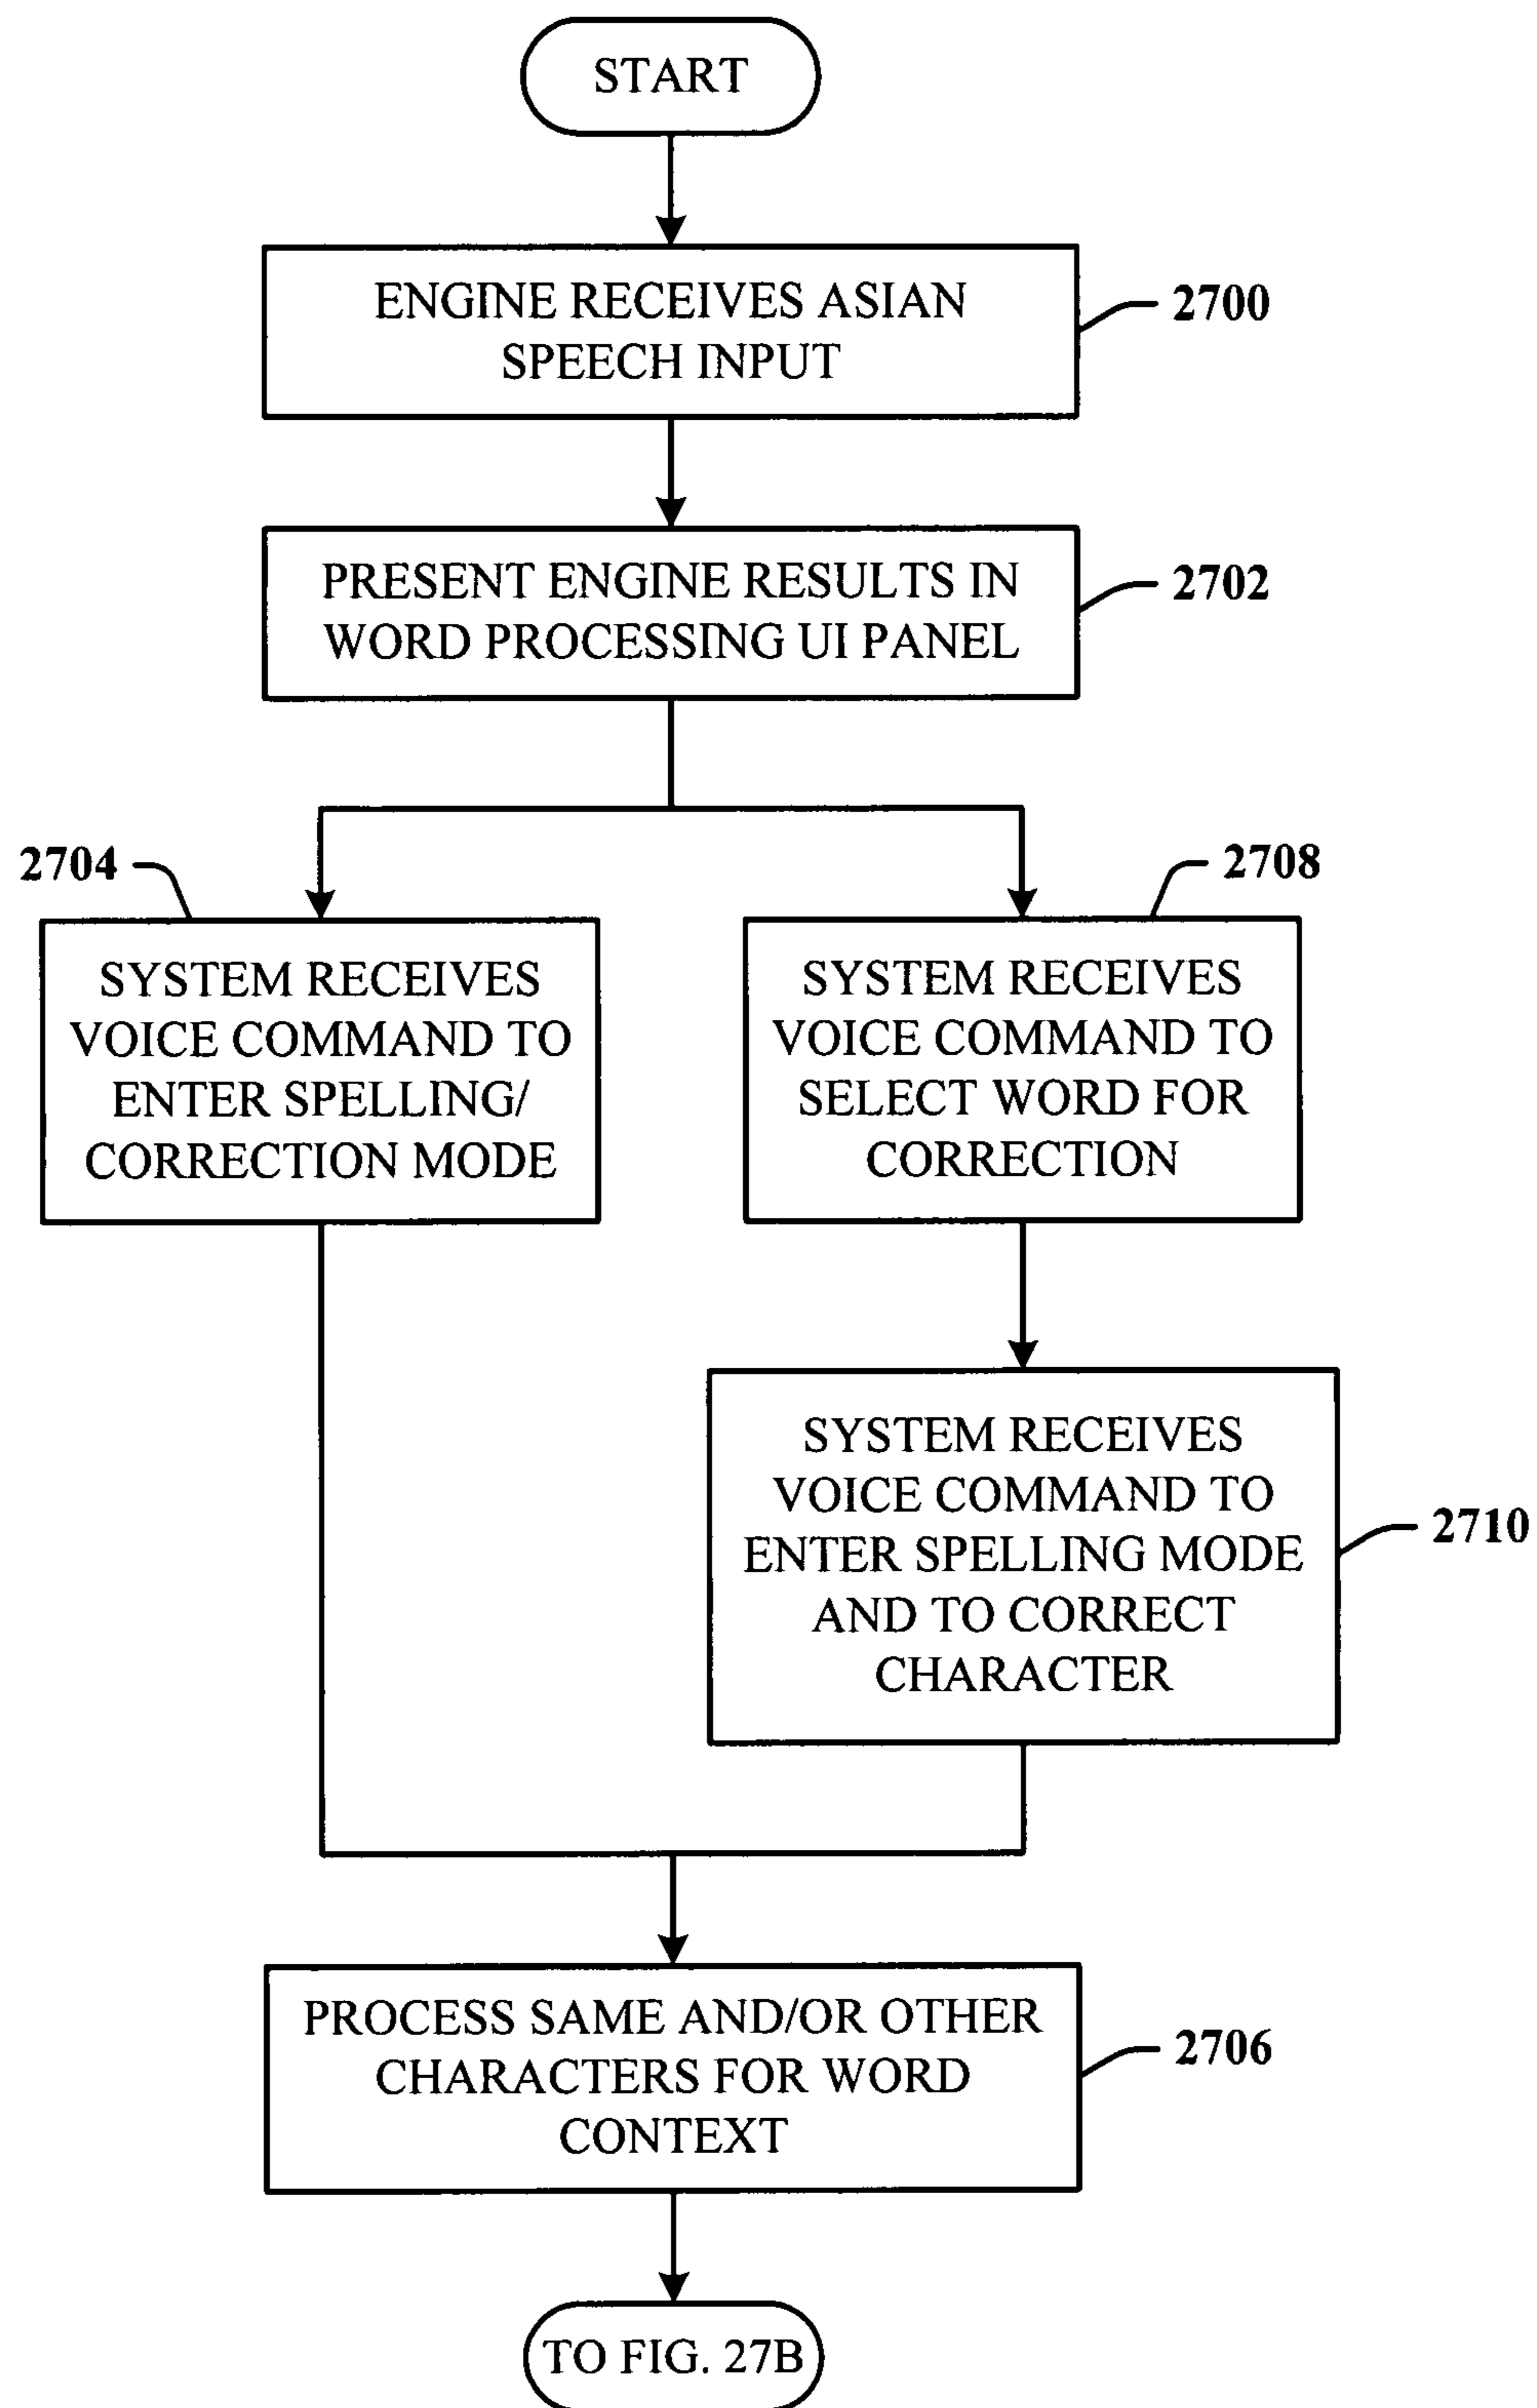 START
ENGINE RECEIVES ASIAN
SPEECH INPUT
2700
PRESENT ENGINE RESULTS IN
WORD PROCESSING UI PANEL
2702
2704
SYSTEM RECEIVES
VOICE COMMAND TO
ENTER SPELLING/
CORRECTION MODE
2708
SYSTEM RECEIVES
VOICE COMMAND TO
SELECT WORD FOR
CORRECTION
SYSTEM RECEIVES
VOICE COMMAND TO
ENTER SPELLING MODE
AND TO CORRECT
CHARACTER
2710
PROCESS SAME AND/OR OTHER
CHARACTERS FOR WORD
CONTEXT
2706
TO FIG. 27B